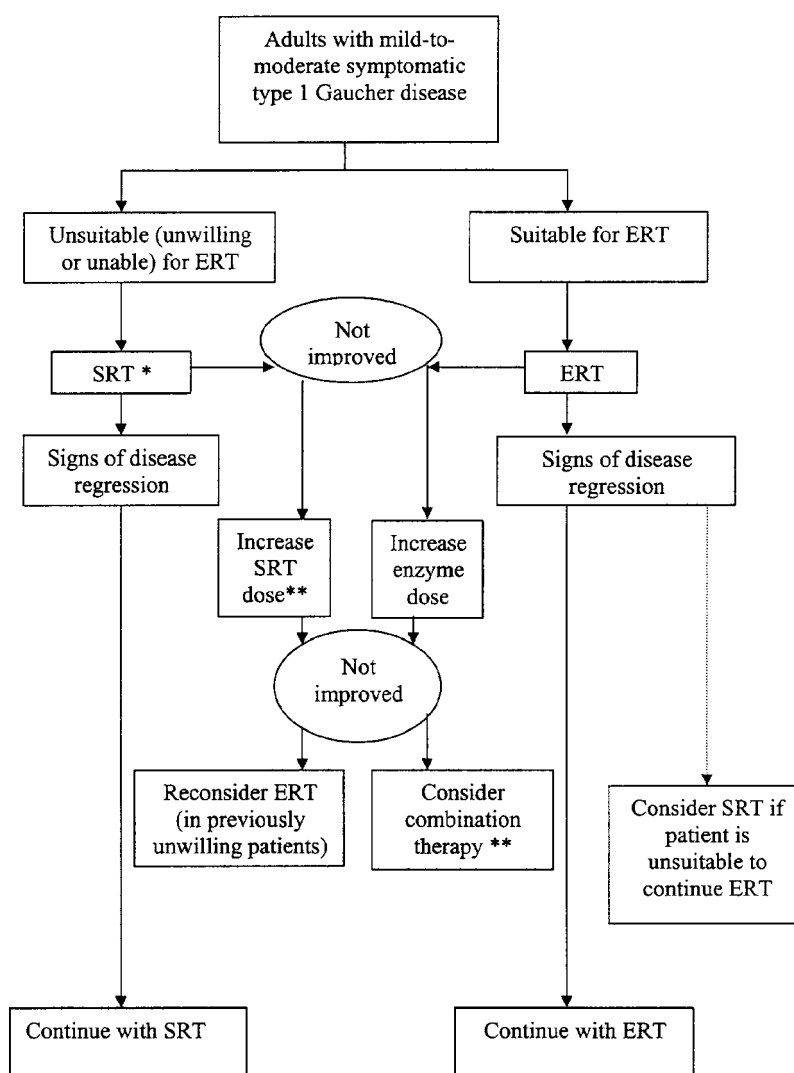 Adults with mild-to-
moderate symptomatic
type 1 Gaucher disease
Unsuitable (unwilling
or unable) for ERT
Suitable for ERT
Not
improved
SRT *
ERT
Signs of disease
regression
Signs of disease
regression
Increase
SRT
dose**
Increase
enzyme
dose
Not
improved
Reconsider ERT
(in previously
unwilling patients)
Consider
combination
therapy **
Consider SRT if
patient is
unsuitable to
continue ERT
Continue with SRT
Continue with ERT